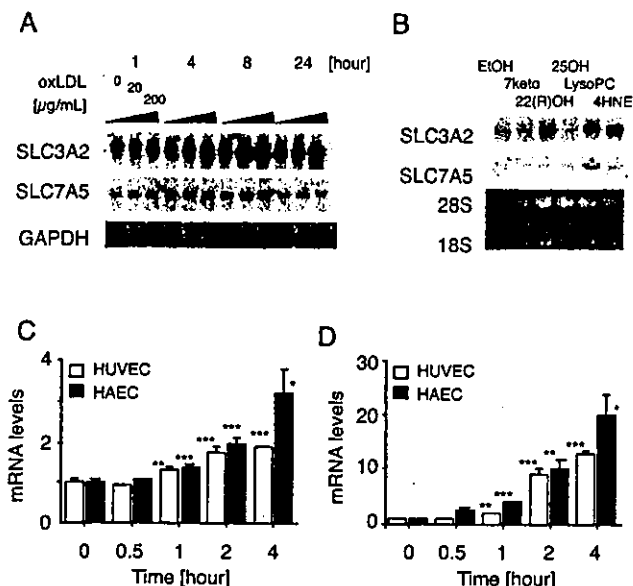 A
1 4 8 24 [hour]
oxLDL 0 20 200
[µg/mL]
SLC3A2
SLC7A5
GAPDH
B
EtOH 25OH
7keto LysoPC
22(R)OH 4HNE
SLC3A2
SLC7A5
28S
18S
C
HUVEC
HAEC
mRNA levels
4
2
0
** *** *** *** *** *
0 0.5 1 2 4
Time [hour]
D
HUVEC
HAEC
mRNA levels
30
20
10
0
** *** *** ** *** *
0 0.5 1 2 4
Time [hour]